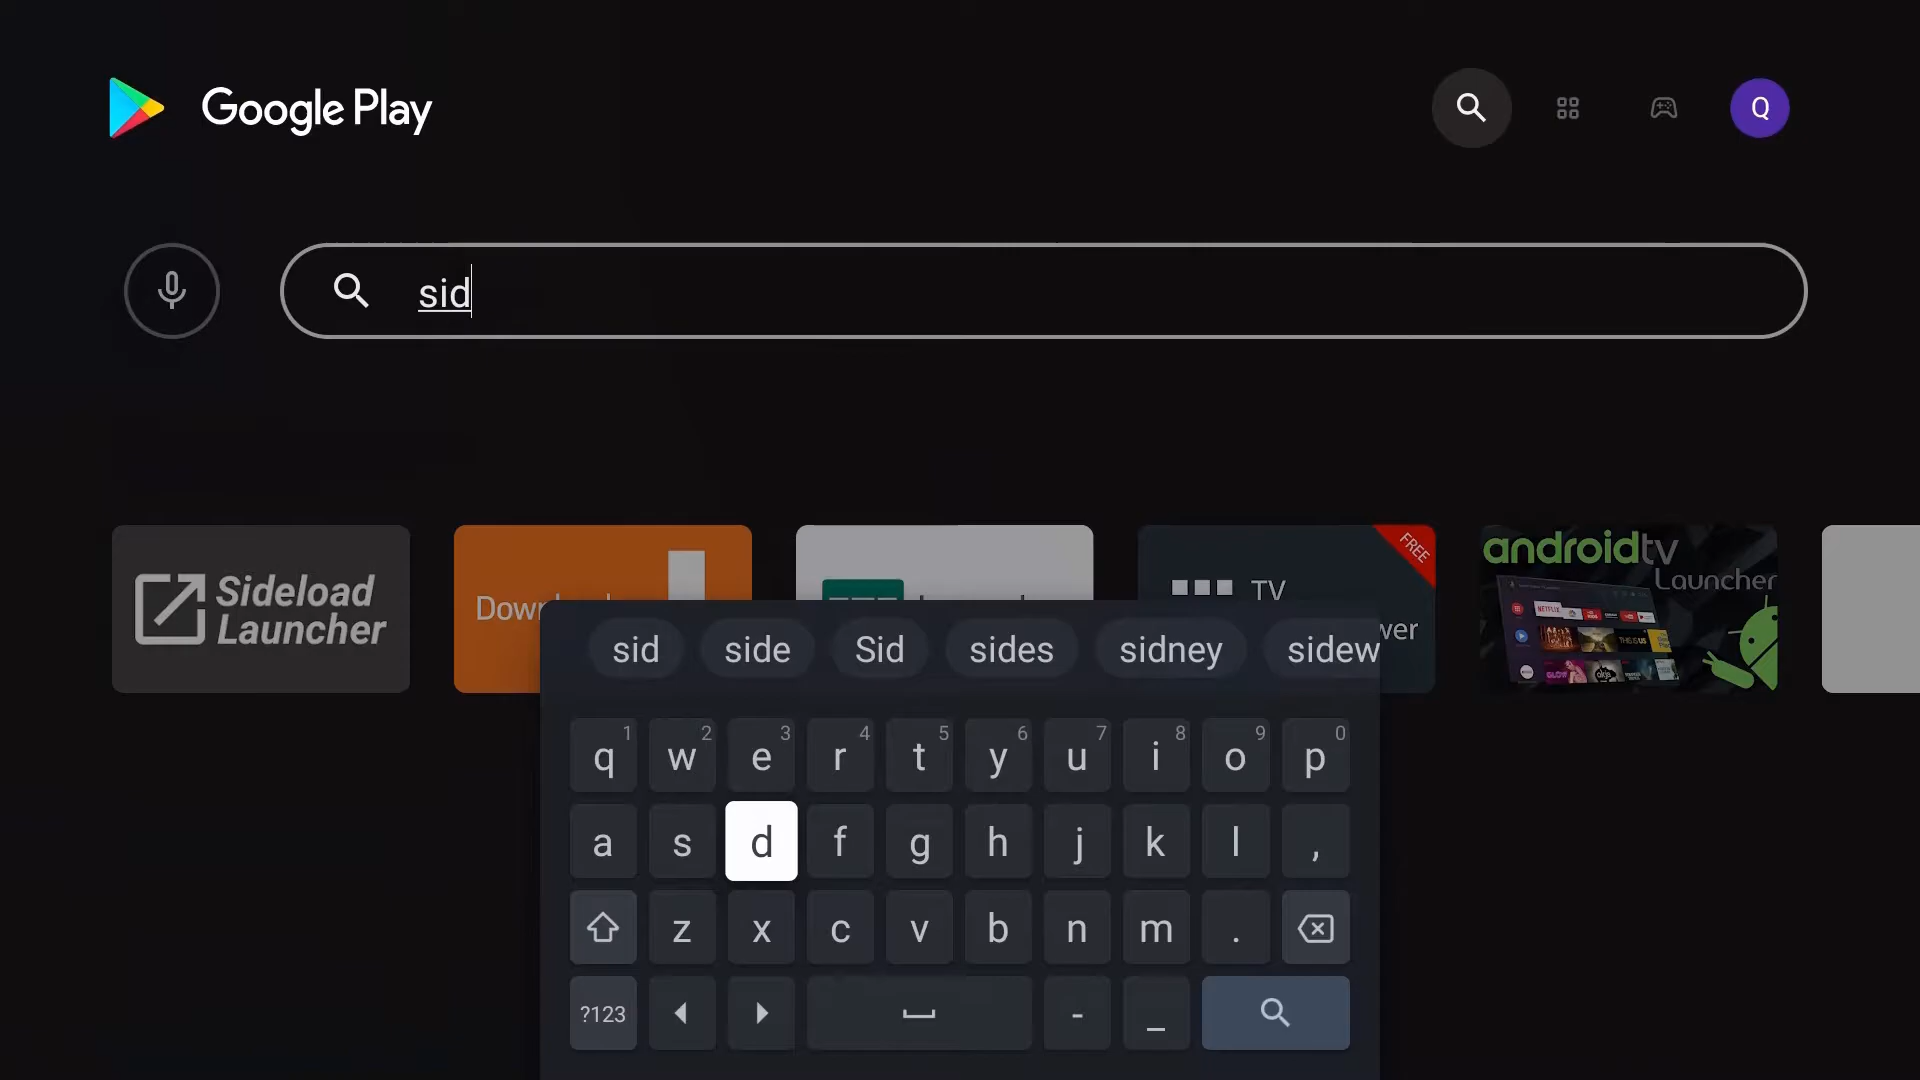 Google Play
Q
sid
Sideload
Launcher
FREE
TV
androidtv
Launcher
sid side Sid sides sidney sidew
q 1 w 2 e 3 r 4 t 5 y 6 u 7 i 8 o 9 p 0
a s d f g h j k l ,
z x c v b n m .
?123 - _